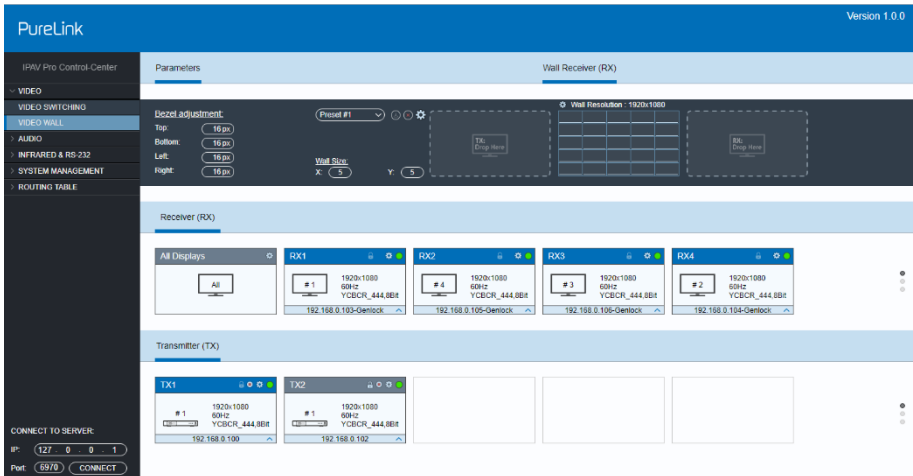 PureLink
Version 1.0.0
IPAV Pro Control-Center
VIDEO
VIDEO SWITCHING
VIDEO WALL
AUDIO
INFRARED & RS-232
SYSTEM MANAGEMENT
ROUTING TABLE
CONNECT TO SERVER:
IP: 127 . 0 . 0 . 1
Port: 6970 CONNECT
Parameters
Wall Receiver (RX)
Bezel adjustment:
Top: 16 px
Bottom: 16 px
Left: 16 px
Right: 16 px
Preset #1
Wall Size:
X: 5 Y: 5
TX:
Drop Here
Wall Resolution : 1920x1080
RX:
Drop Here
Receiver (RX)
All Displays
All
RX1
# 1
1920x1080
60Hz
YCBCR_444,8Bit
192.168.0.103-Genlock
RX2
# 4
1920x1080
60Hz
YCBCR_444,8Bit
192.168.0.105-Genlock
RX3
# 3
1920x1080
60Hz
YCBCR_444,8Bit
192.168.0.106-Genlock
RX4
# 2
1920x1080
60Hz
YCBCR_444,8Bit
192.168.0.104-Genlock
Transmitter (TX)
TX1
# 1
1920x1080
60Hz
YCBCR_444,8Bit
192.168.0.100
TX2
# 1
1920x1080
60Hz
YCBCR_444,8Bit
192.168.0.102